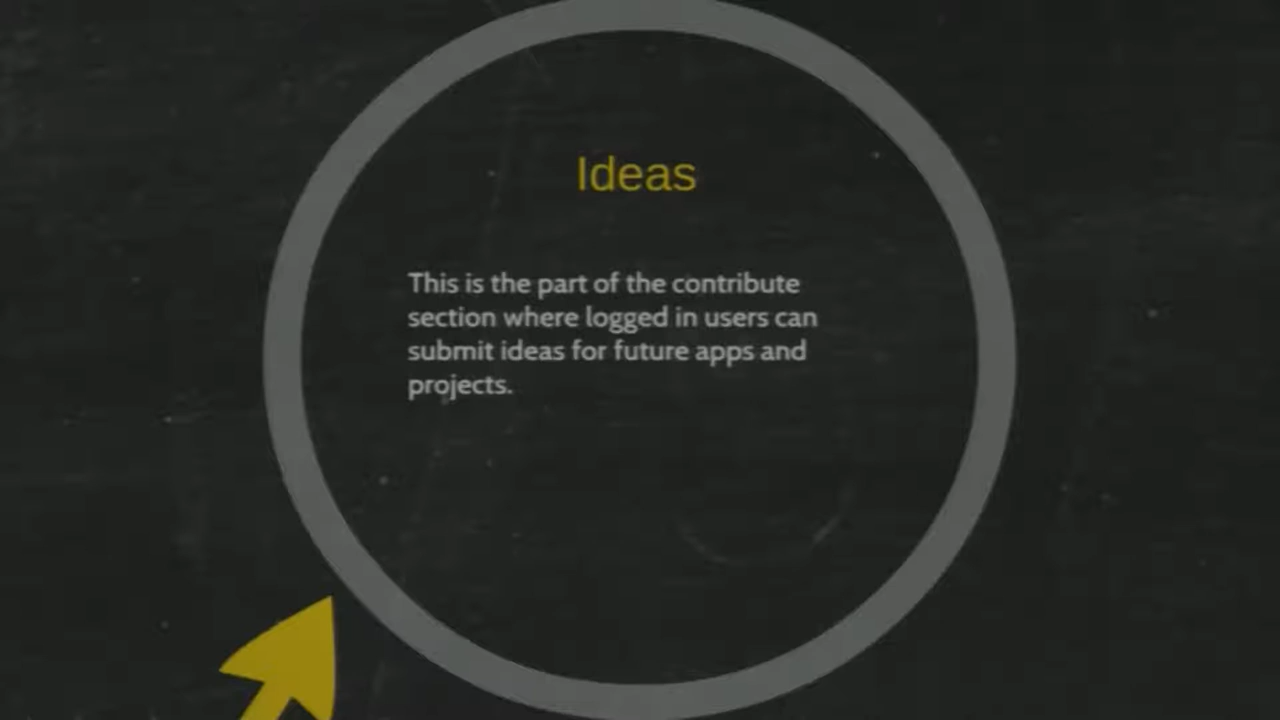 Ideas
This is the part of the contribute
section where logged in users can
submit ideas for future apps and
projects.